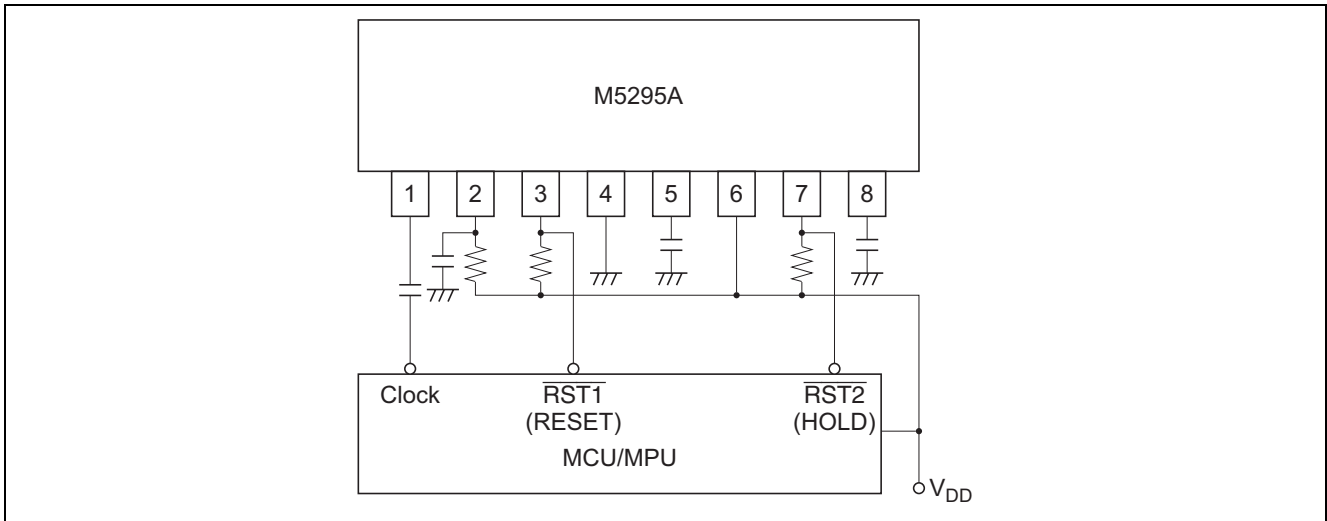 M5295A
1 2 3 4 5 6 7 8
Clock RST1 RST2
(RESET) (HOLD)
MCU/MPU
VDD